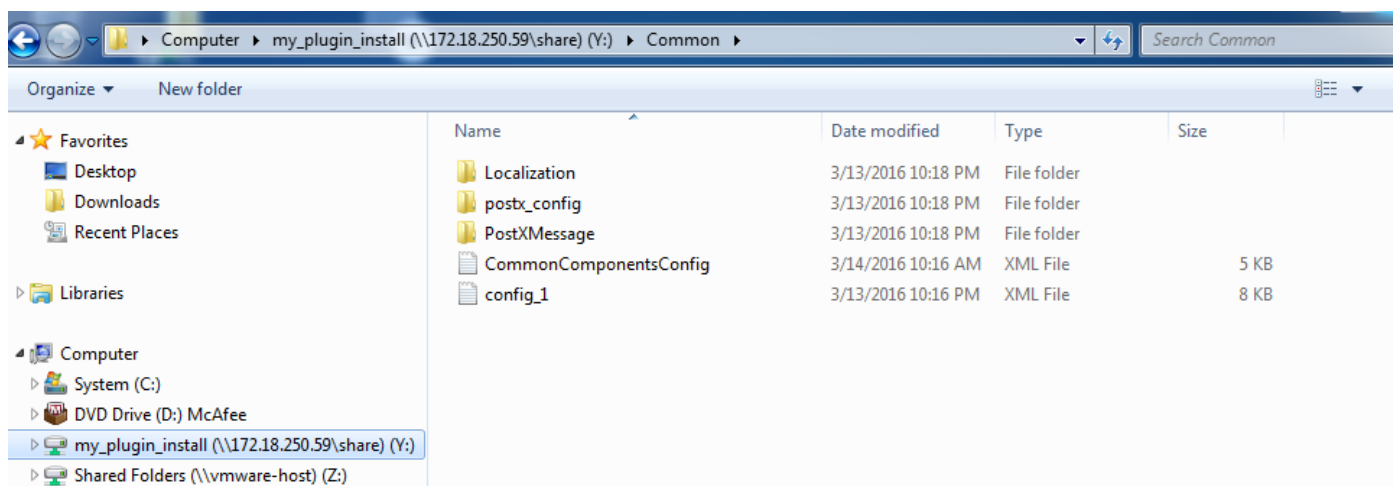 Computer my_plugin_install (\\172.18.250.59\share) (Y:) Common Search Common
Organize New folder
Name Date modified Type Size
Favorites
Desktop
Downloads
Recent Places
Libraries
Computer
System (C:)
DVD Drive (D:) McAfee
my_plugin_install (\\172.18.250.59\share) (Y:)
Shared Folders (\\vmware-host) (Z:)
Localization 3/13/2016 10:18 PM File folder
postx_config 3/13/2016 10:18 PM File folder
PostXMessage 3/13/2016 10:18 PM File folder
CommonComponentsConfig 3/14/2016 10:16 AM XML File 5 KB
config_1 3/13/2016 10:16 PM XML File 8 KB